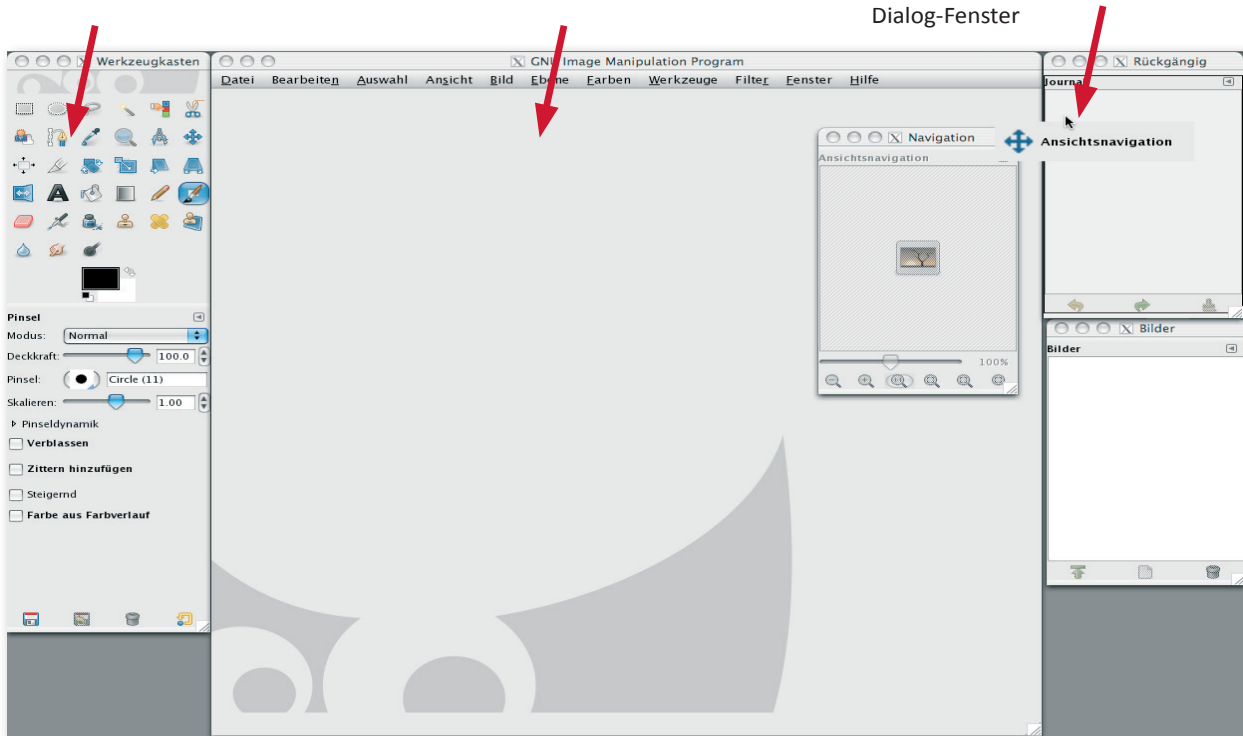 Dialog-Fenster
Werkzeugkasten
GNU Image Manipulation Program
Rückgängig
Datei Bearbeiten Auswahl Ansicht Bild Ebene Farben Werkzeuge Filter Fenster Hilfe
Journal
Navigation
Ansichtsnavigation
Ansichtsnavigation
100%
Bilder
Bilder
Pinsel
Modus: Normal
Deckkraft: 100.0
Pinsel: Circle (11)
Skalieren: 1.00
Pinseldynamik
Verblassen
Zittern hinzufügen
Steigernd
Farbe aus Farbverlauf